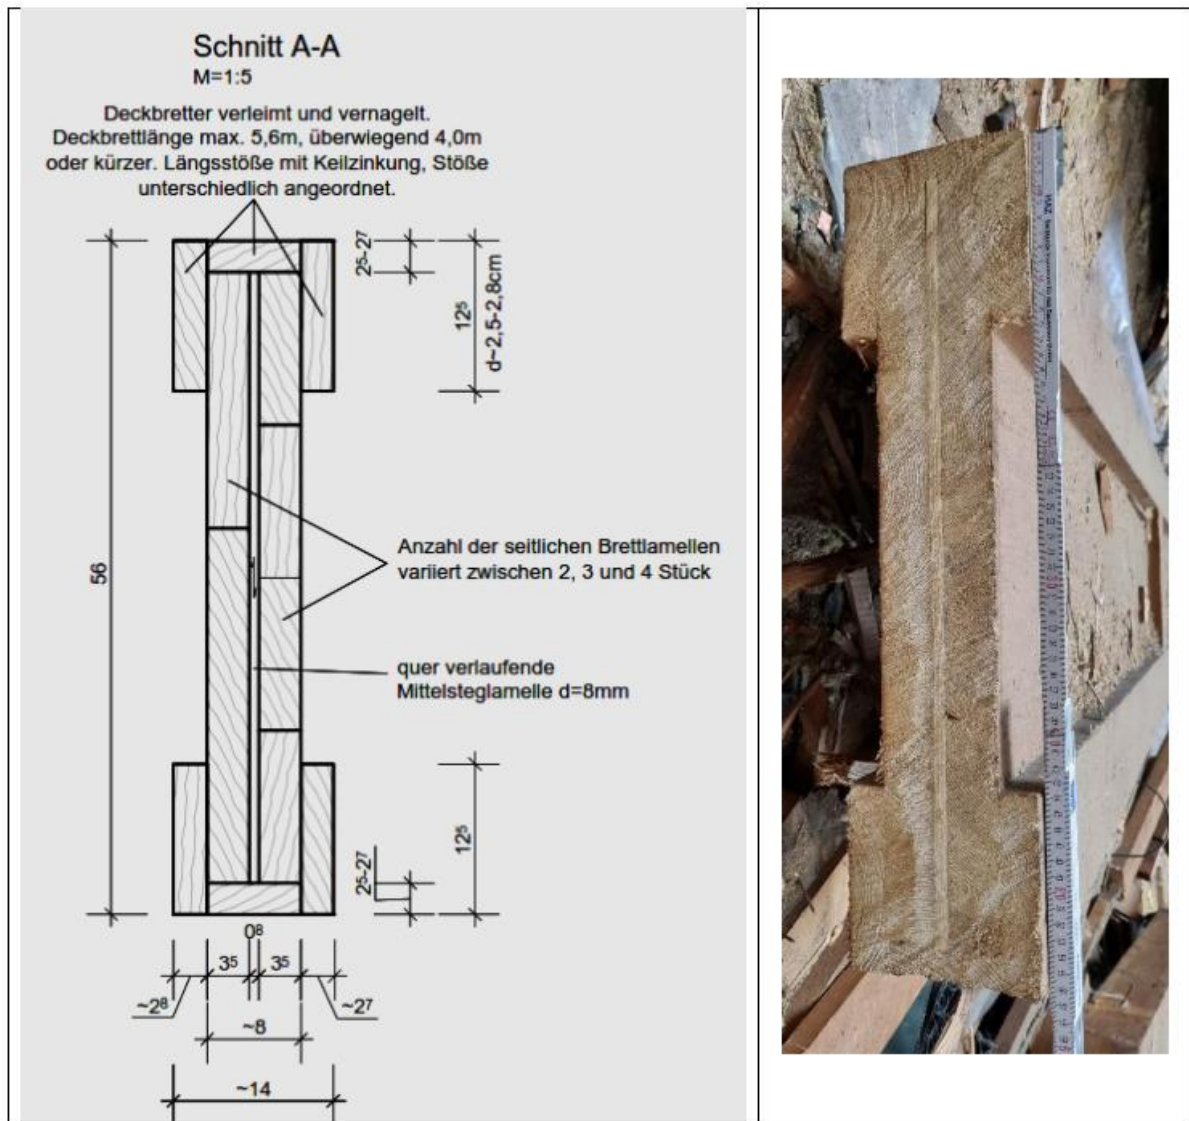 Schnitt A-A
M=1:5
Deckbretter verleimt und vernagelt.
Deckbrettlänge max. 5,6m, überwiegend 4,0m
oder kürzer. Längsstöße mit Keilzinkung, Stöße
unterschiedlich angeordnet.
2⁵-2⁷
12⁵
d~2,5-2,8cm
56
Anzahl der seitlichen Brettlamellen
variiert zwischen 2, 3 und 4 Stück
quer verlaufende
Mittelsteglamelle d=8mm
12⁵
2⁵-2⁷
0⁸
3⁵ 3⁵
~2⁸ ~2⁷
~8
~14